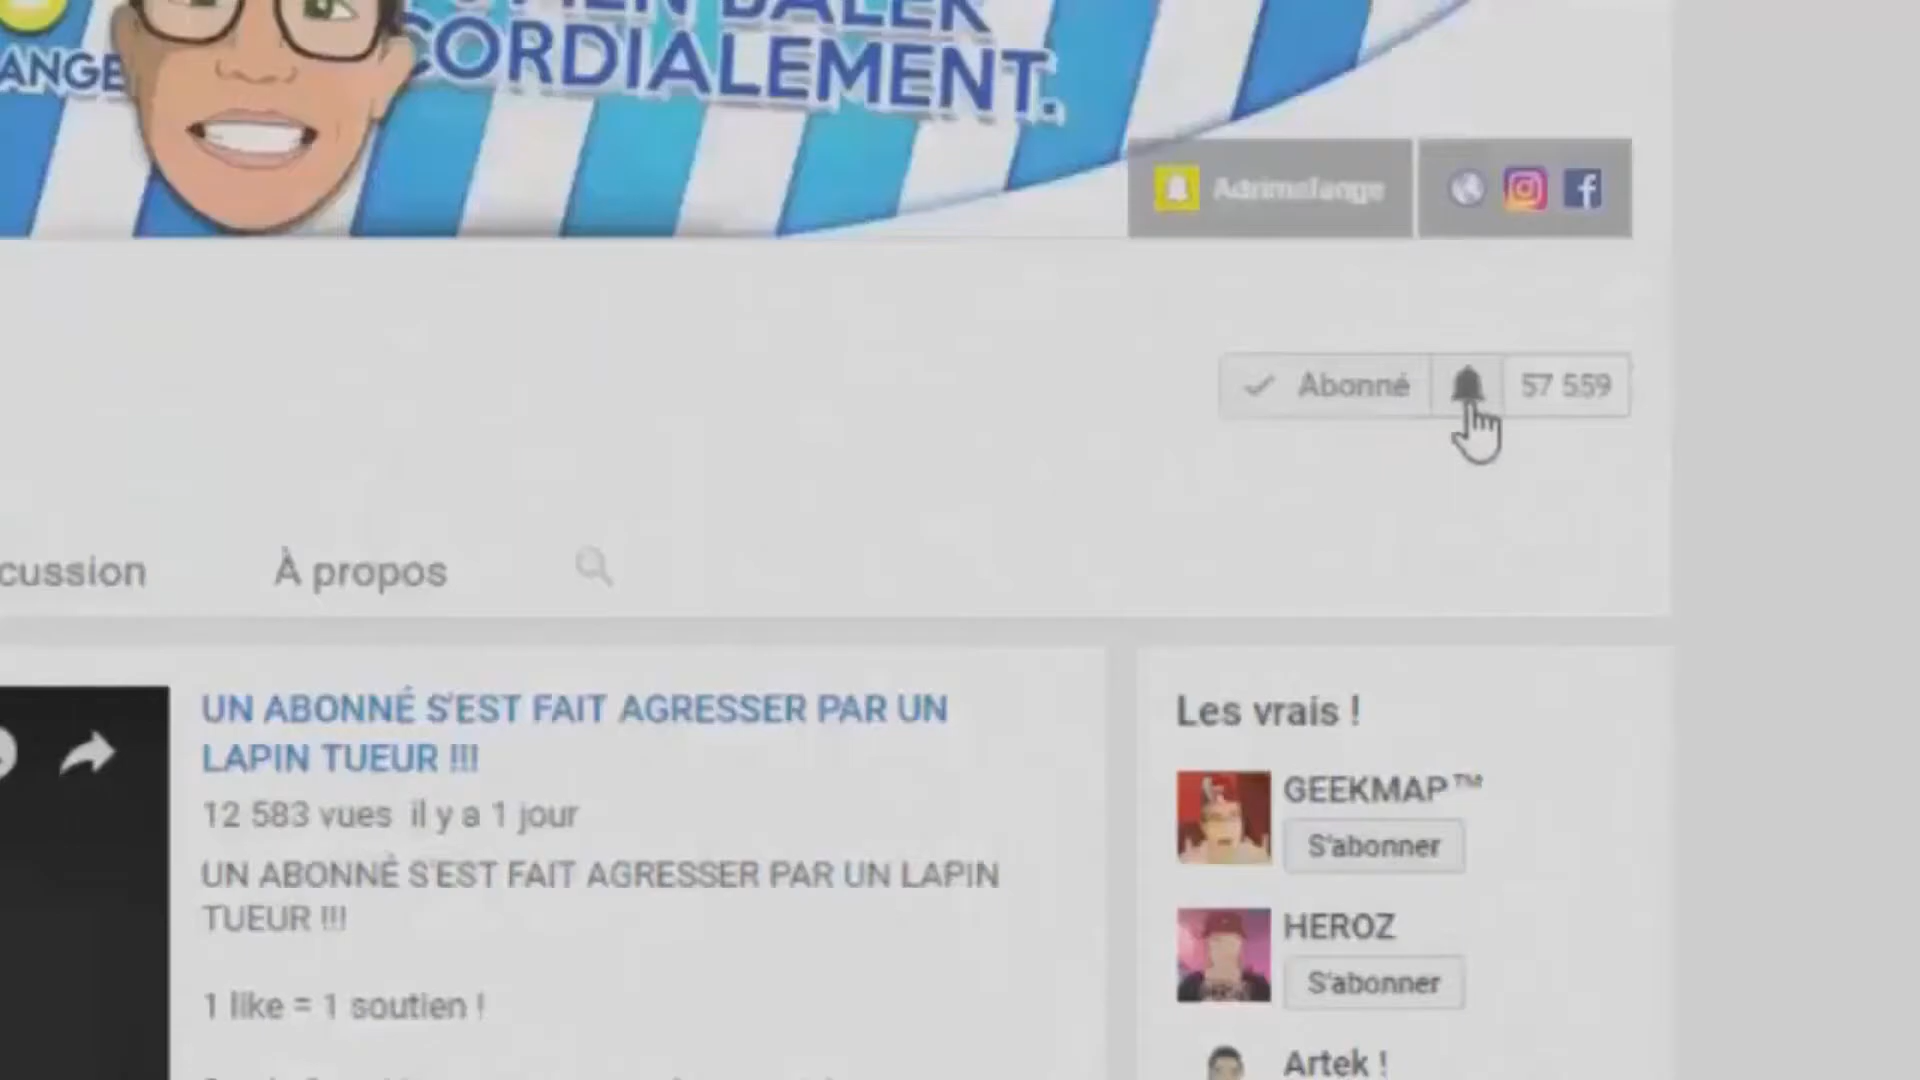 BALEK
CORDIALEMENT.
ANGE
Adrimelange
Abonné
57 559
cussion
À propos
UN ABONNÉ S'EST FAIT AGRESSER PAR UN
LAPIN TUEUR !!!
12 583 vues il y a 1 jour
UN ABONNÉ S'EST FAIT AGRESSER PAR UN LAPIN
TUEUR !!!
1 like = 1 soutien !
Les vrais !
GEEKMAP™
S'abonner
HEROZ
S'abonner
Artek !